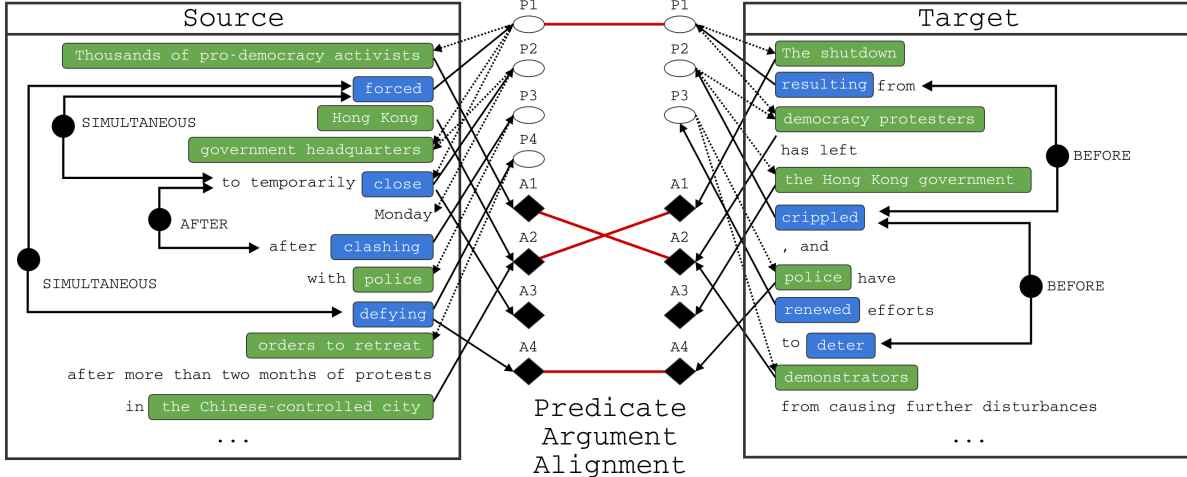 Source
Thousands of pro-democracy activists
forced
Hong Kong
SIMULTANEOUS
government headquarters
to temporarily close
Monday
AFTER
after clashing
with police
SIMULTANEOUS
defying
orders to retreat
after more than two months of protests
in the Chinese-controlled city
...
P1 P1
P2 P2
P3 P3
P4
A1 A1
A2 A2
A3 A3
A4 A4
Predicate
Argument
Alignment
Target
The shutdown
resulting from
democracy protesters
has left
BEFORE
the Hong Kong government
crippled
, and
police have
BEFORE
renewed efforts
to deter
demonstrators
from causing further disturbances
...